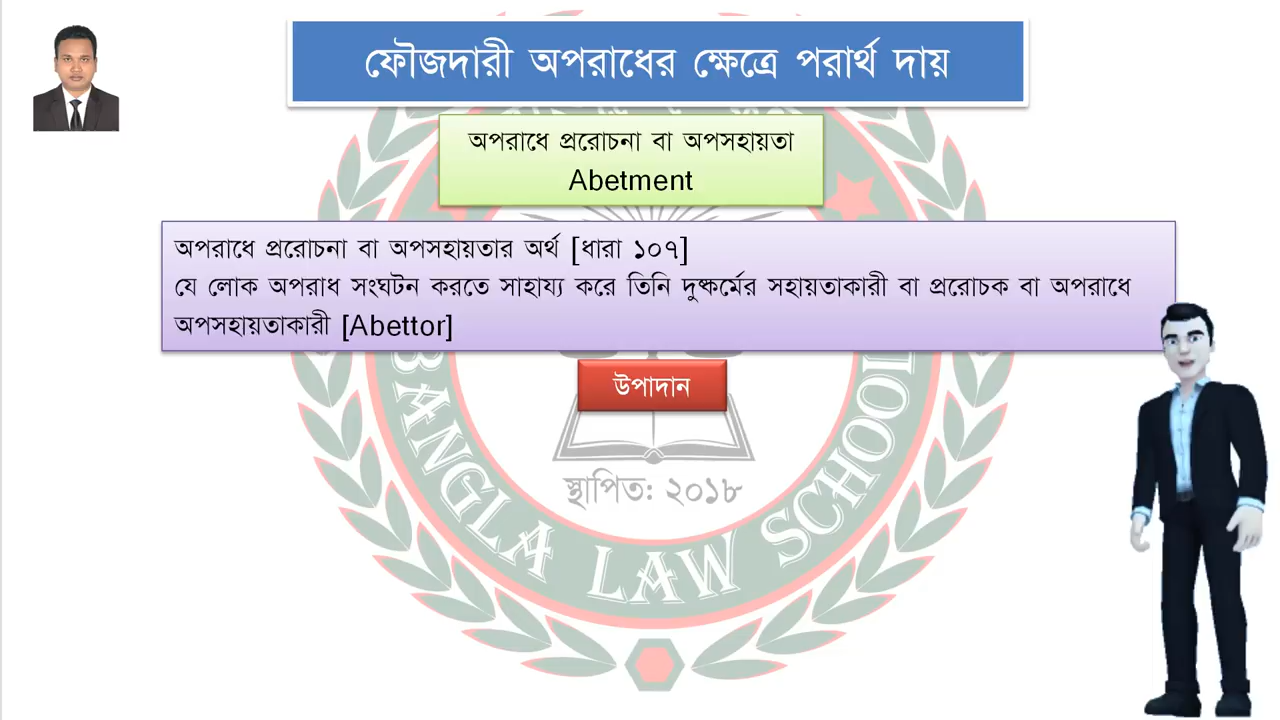 ফৌজদারী অপরাধের ক্ষেত্রে পরার্থ দায়
অপরাধে প্ররোচনা বা অপসহায়তা
Abetment
অপরাধে প্ররোচনা বা অপসহায়তার অর্থ [ধারা ১০৭]
যে লোক অপরাধ সংঘটন করতে সাহায্য করে তিনি দুষ্কর্মের সহায়তাকারী বা প্ররোচক বা অপরাধে
অপসহায়তাকারী [Abettor]
উপাদান
স্থাপিত: ২০১৮
BANGLA LAW SCHOOL